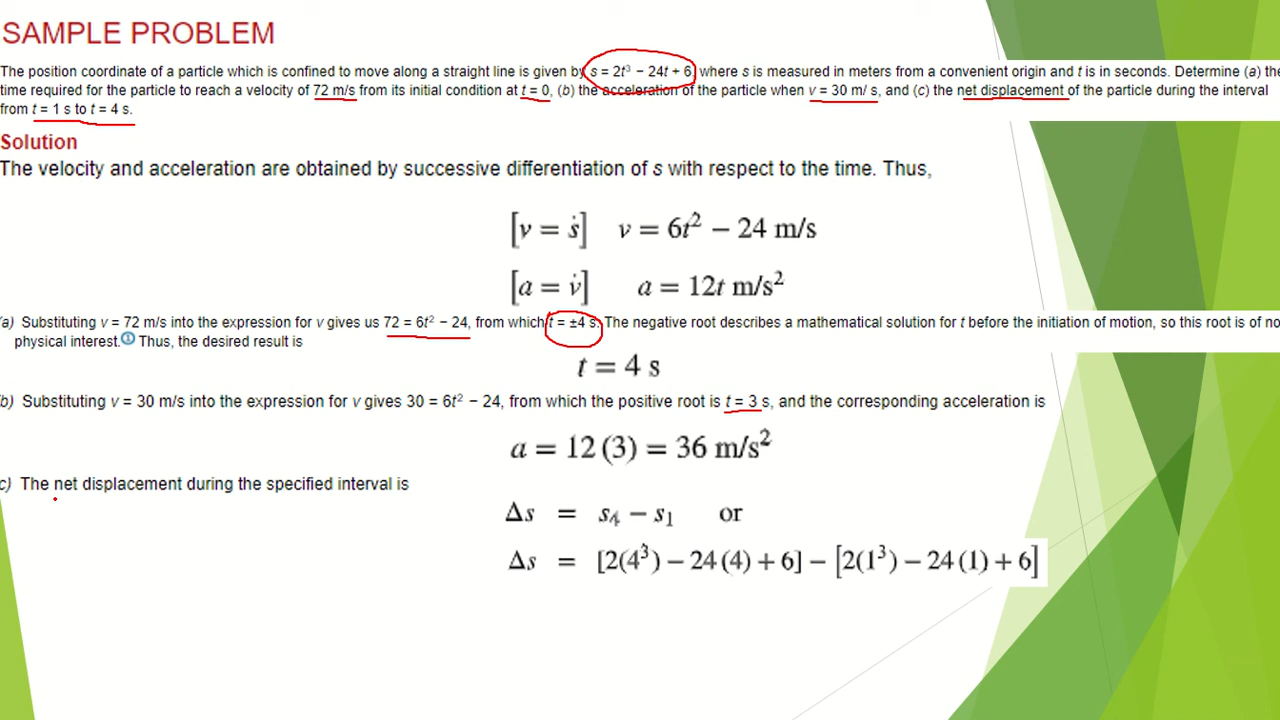 SAMPLE PROBLEM
The position coordinate of a particle which is confined to move along a straight line is given by s = 2t³ − 24t + 6, where s is measured in meters from a convenient origin and t is in seconds. Determine (a) the
time required for the particle to reach a velocity of 72 m/s from its initial condition at t = 0, (b) the acceleration of the particle when v = 30 m/ s, and (c) the net displacement of the particle during the interval
from t = 1 s to t = 4 s.
Solution
The velocity and acceleration are obtained by successive differentiation of s with respect to the time. Thus,
[v = ṡ] v = 6t² − 24 m/s
[a = v̇] a = 12t m/s²
a) Substituting v = 72 m/s into the expression for v gives us 72 = 6t² − 24, from which t = ±4 s. The negative root describes a mathematical solution for t before the initiation of motion, so this root is of no
physical interest.① Thus, the desired result is
t = 4 s
b) Substituting v = 30 m/s into the expression for v gives 30 = 6t² − 24, from which the positive root is t = 3 s, and the corresponding acceleration is
a = 12 (3) = 36 m/s²
c) The net displacement during the specified interval is
Δs = s₄ − s₁ or
Δs = [2(4³) − 24 (4) + 6] − [2(1³) − 24 (1) + 6]